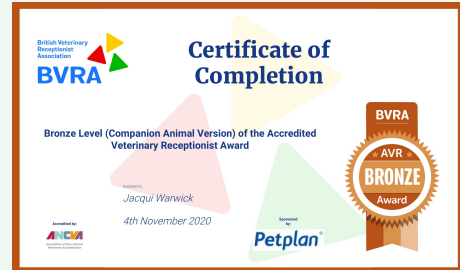 British Veterinary
Receptionist
Association
BVRA
Certificate of
Completion
Bronze Level (Companion Animal Version) of the Accredited
Veterinary Receptionist Award
Jacqui Warwick
4th November 2020
Accredited by:
ANCVA
Sponsored
by:
Petplan
BVRA
AVR
BRONZE
Award